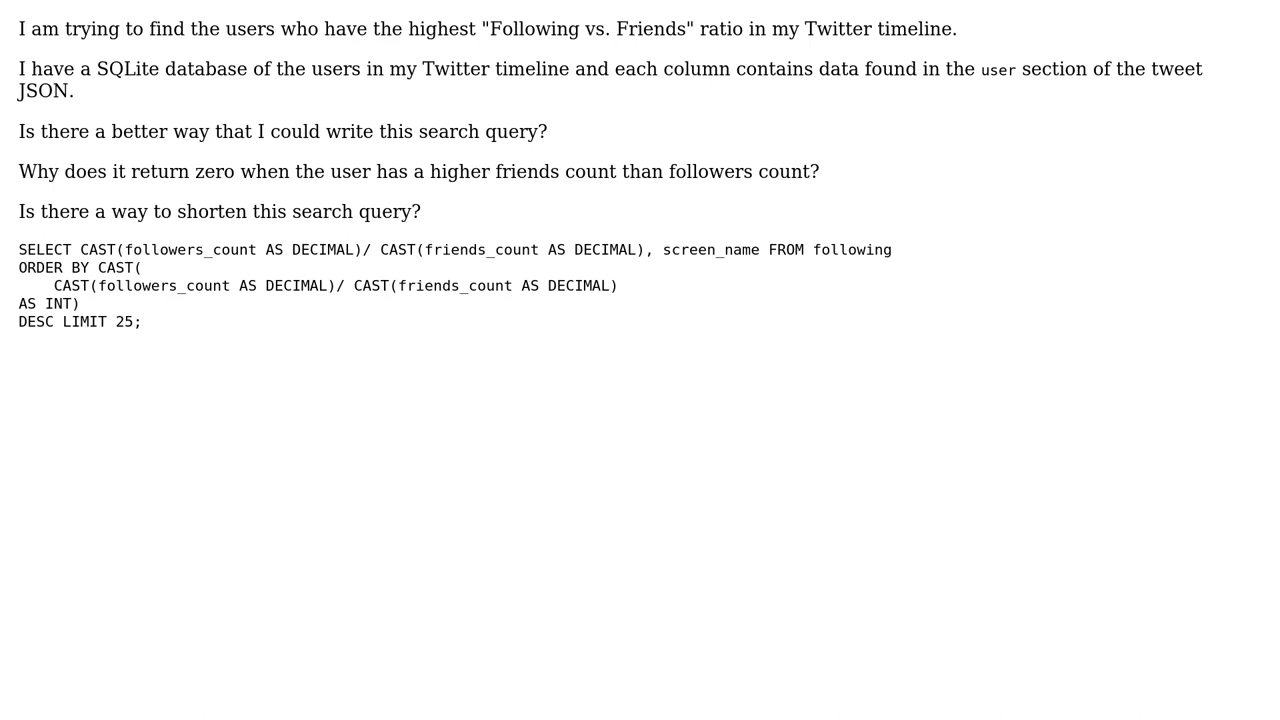 I am trying to find the users who have the highest "Following vs. Friends" ratio in my Twitter timeline.
I have a SQLite database of the users in my Twitter timeline and each column contains data found in the user section of the tweet
JSON.
Is there a better way that I could write this search query?
Why does it return zero when the user has a higher friends count than followers count?
Is there a way to shorten this search query?
SELECT CAST(followers_count AS DECIMAL)/ CAST(friends_count AS DECIMAL), screen_name FROM following
ORDER BY CAST(
    CAST(followers_count AS DECIMAL)/ CAST(friends_count AS DECIMAL)
AS INT)
DESC LIMIT 25;